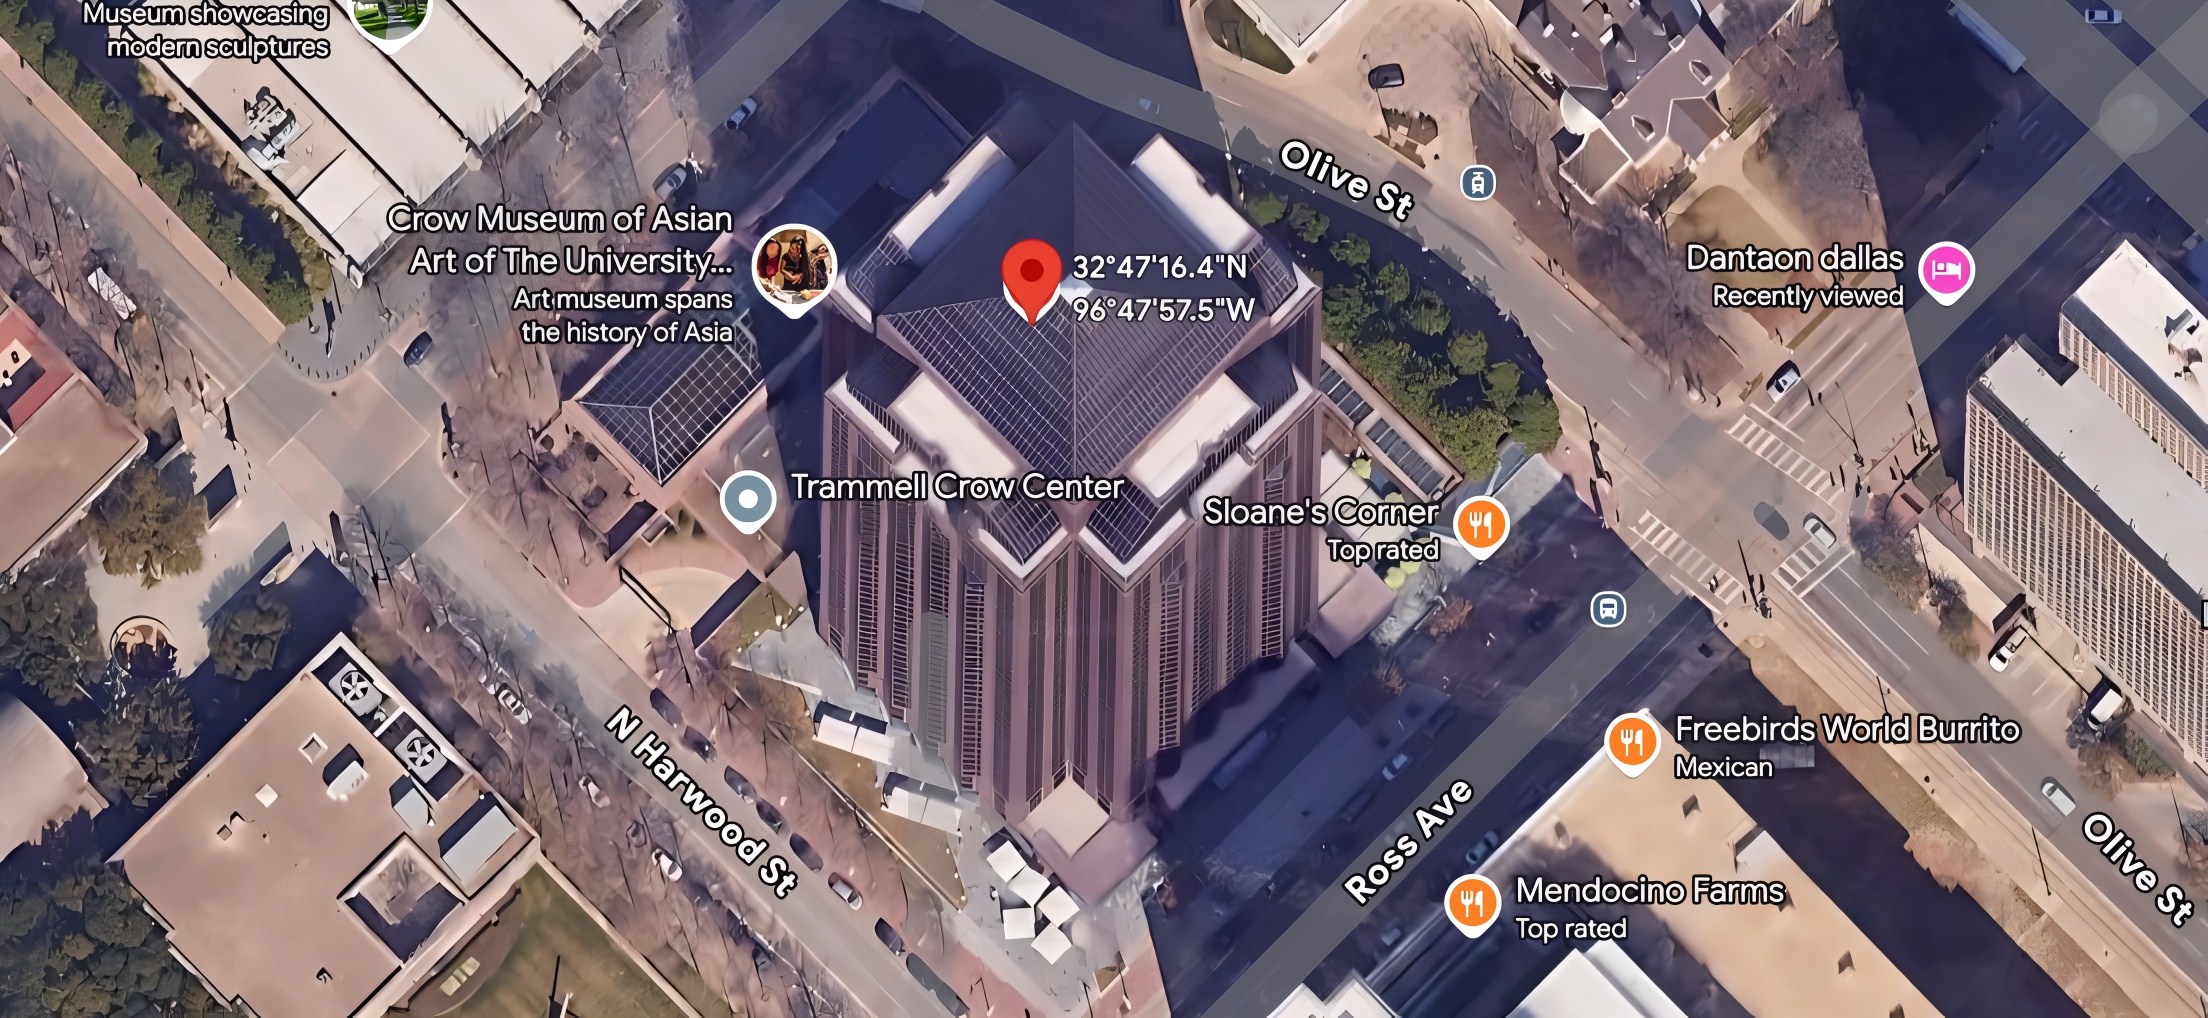 Museum showcasing
modern sculptures
Olive St
Crow Museum of Asian
Art of The University...
Art museum spans
the history of Asia
32°47'16.4"N
96°47'57.5"W
Dantaon dallas
Recently viewed
Trammell Crow Center
Sloane's Corner
Top rated
N Harwood St
Ross Ave
Freebirds World Burrito
Mexican
Mendocino Farms
Top rated
Olive St